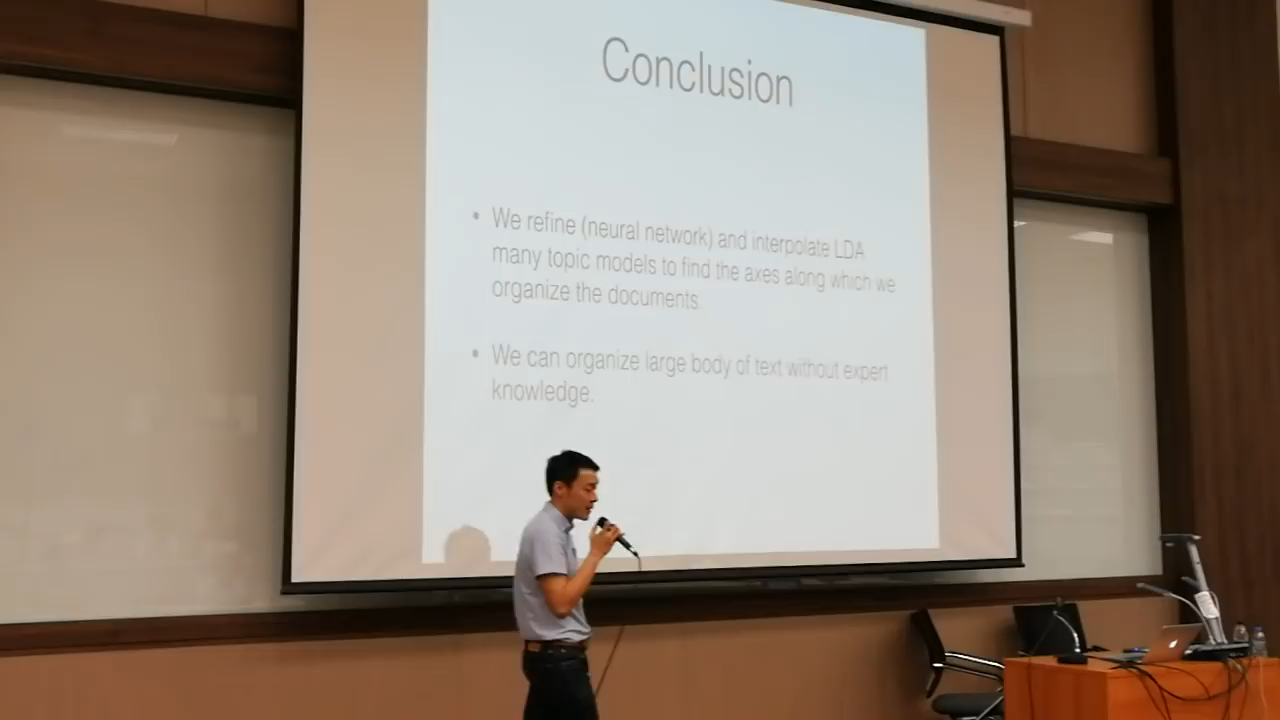 Conclusion
• We refine (neural network) and interpolate LDA
many topic models to find the axes along which we
organize the documents.
• We can organize large body of text without expert
knowledge.